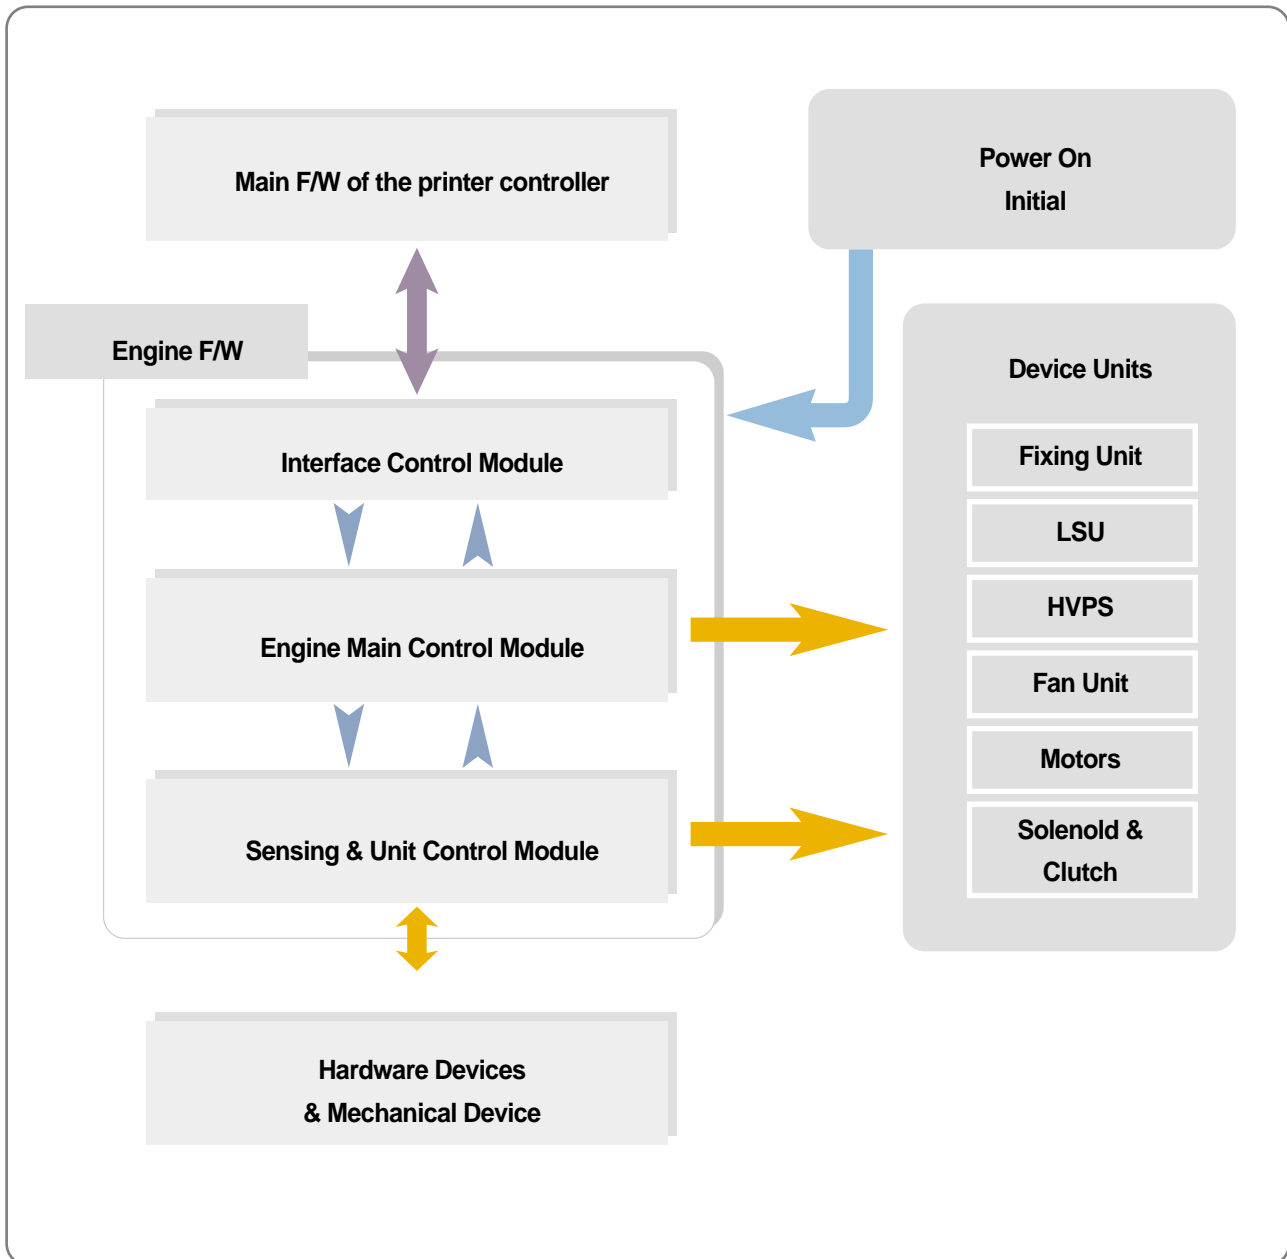 Main F/W of the printer controller
Power On
Initial
Engine F/W
Interface Control Module
Engine Main Control Module
Sensing & Unit Control Module
Hardware Devices
& Mechanical Device
Device Units
Fixing Unit
LSU
HVPS
Fan Unit
Motors
Solenold &
Clutch